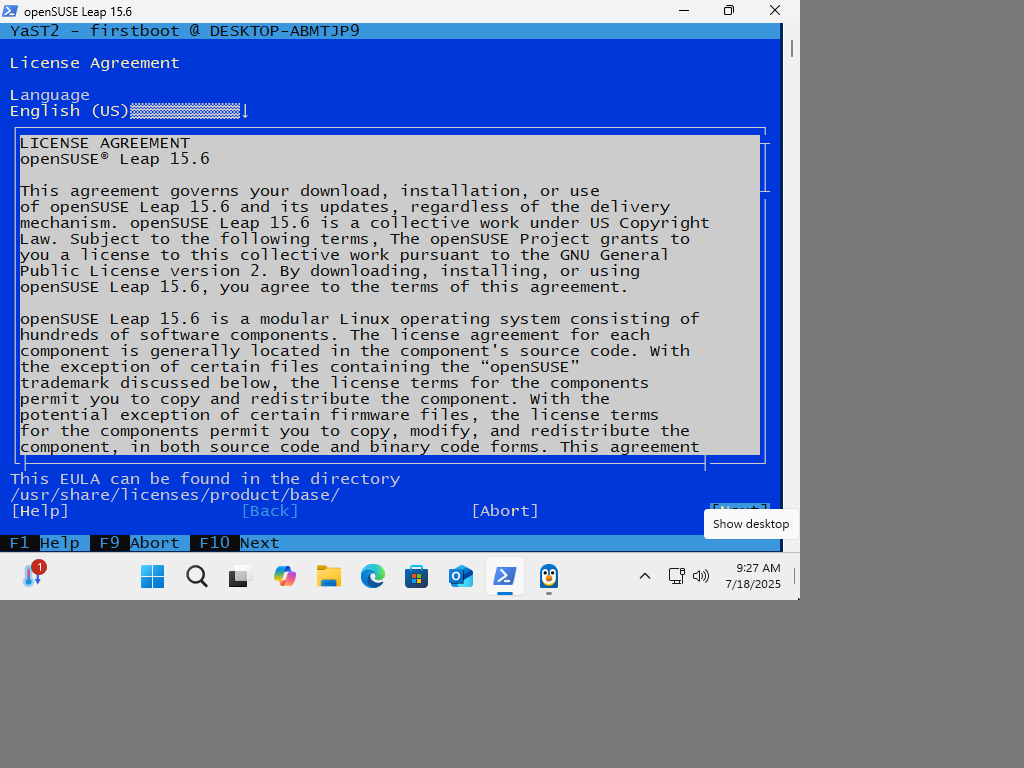 openSUSE Leap 15.6
YaST2 - firstboot @ DESKTOP-ABMTJP9
License Agreement
Language
English (US)
LICENSE AGREEMENT
openSUSE® Leap 15.6
This agreement governs your download, installation, or use
of openSUSE Leap 15.6 and its updates, regardless of the delivery
mechanism. openSUSE Leap 15.6 is a collective work under US Copyright
Law. Subject to the following terms, The openSUSE Project grants to
you a license to this collective work pursuant to the GNU General
Public License version 2. By downloading, installing, or using
openSUSE Leap 15.6, you agree to the terms of this agreement.
openSUSE Leap 15.6 is a modular Linux operating system consisting of
hundreds of software components. The license agreement for each
component is generally located in the component's source code. With
the exception of certain files containing the “openSUSE”
trademark discussed below, the license terms for the components
permit you to copy and redistribute the component. With the
potential exception of certain firmware files, the license terms
for the components permit you to copy, modify, and redistribute the
component, in both source code and binary code forms. This agreement
This EULA can be found in the directory
/usr/share/licenses/product/base/
[Help] [Back] [Abort]
Show desktop
F1 Help F9 Abort F10 Next
1
9:27 AM
7/18/2025